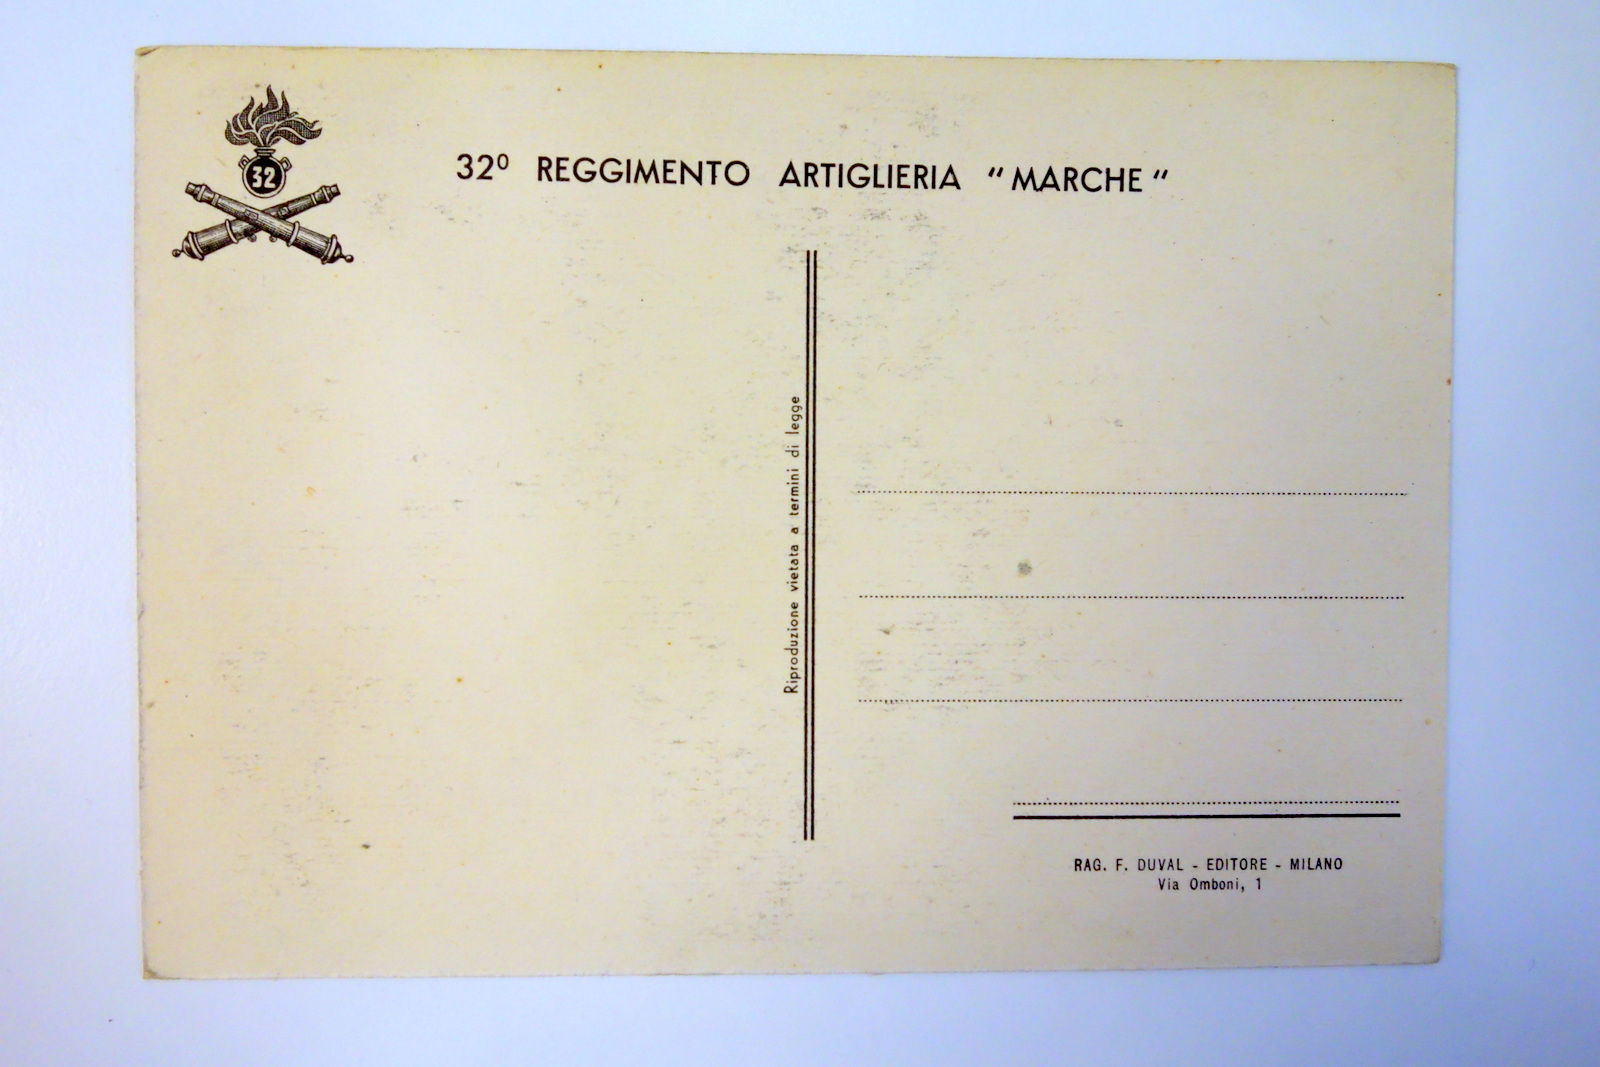 32
32º REGGIMENTO ARTIGLIERIA "MARCHE"
Riproduzione vietata a termini di legge
RAG. F. DUVAL - EDITORE - MILANO
Via Omboni, 1